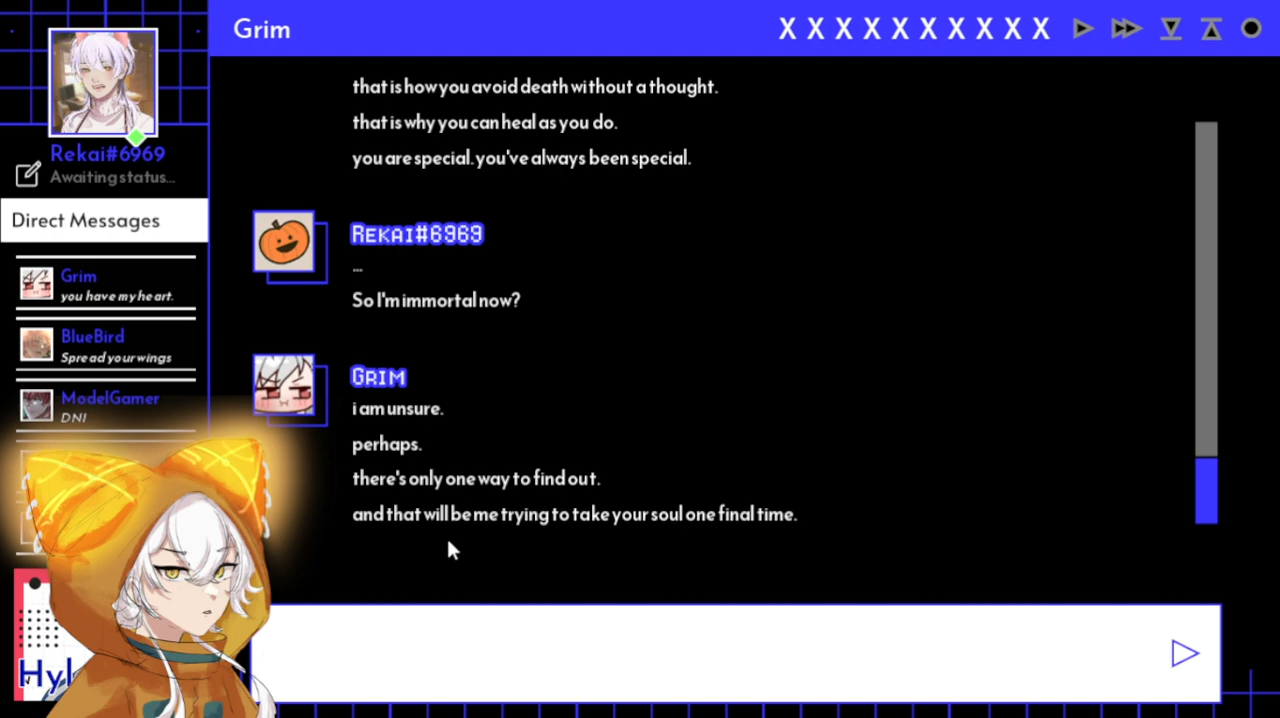 Grim
X X X X X X X X X X
Rekai#6969
Awaiting status...
Direct Messages
Grim
you have my heart.
BlueBird
Spread your wings
ModelGamer
DNI
that is how you avoid death without a thought.
that is why you can heal as you do.
you are special. you've always been special.
REKAI#6969
...
So I'm immortal now?
GRIM
i am unsure.
perhaps.
there's only one way to find out.
and that will be me trying to take your soul one final time.